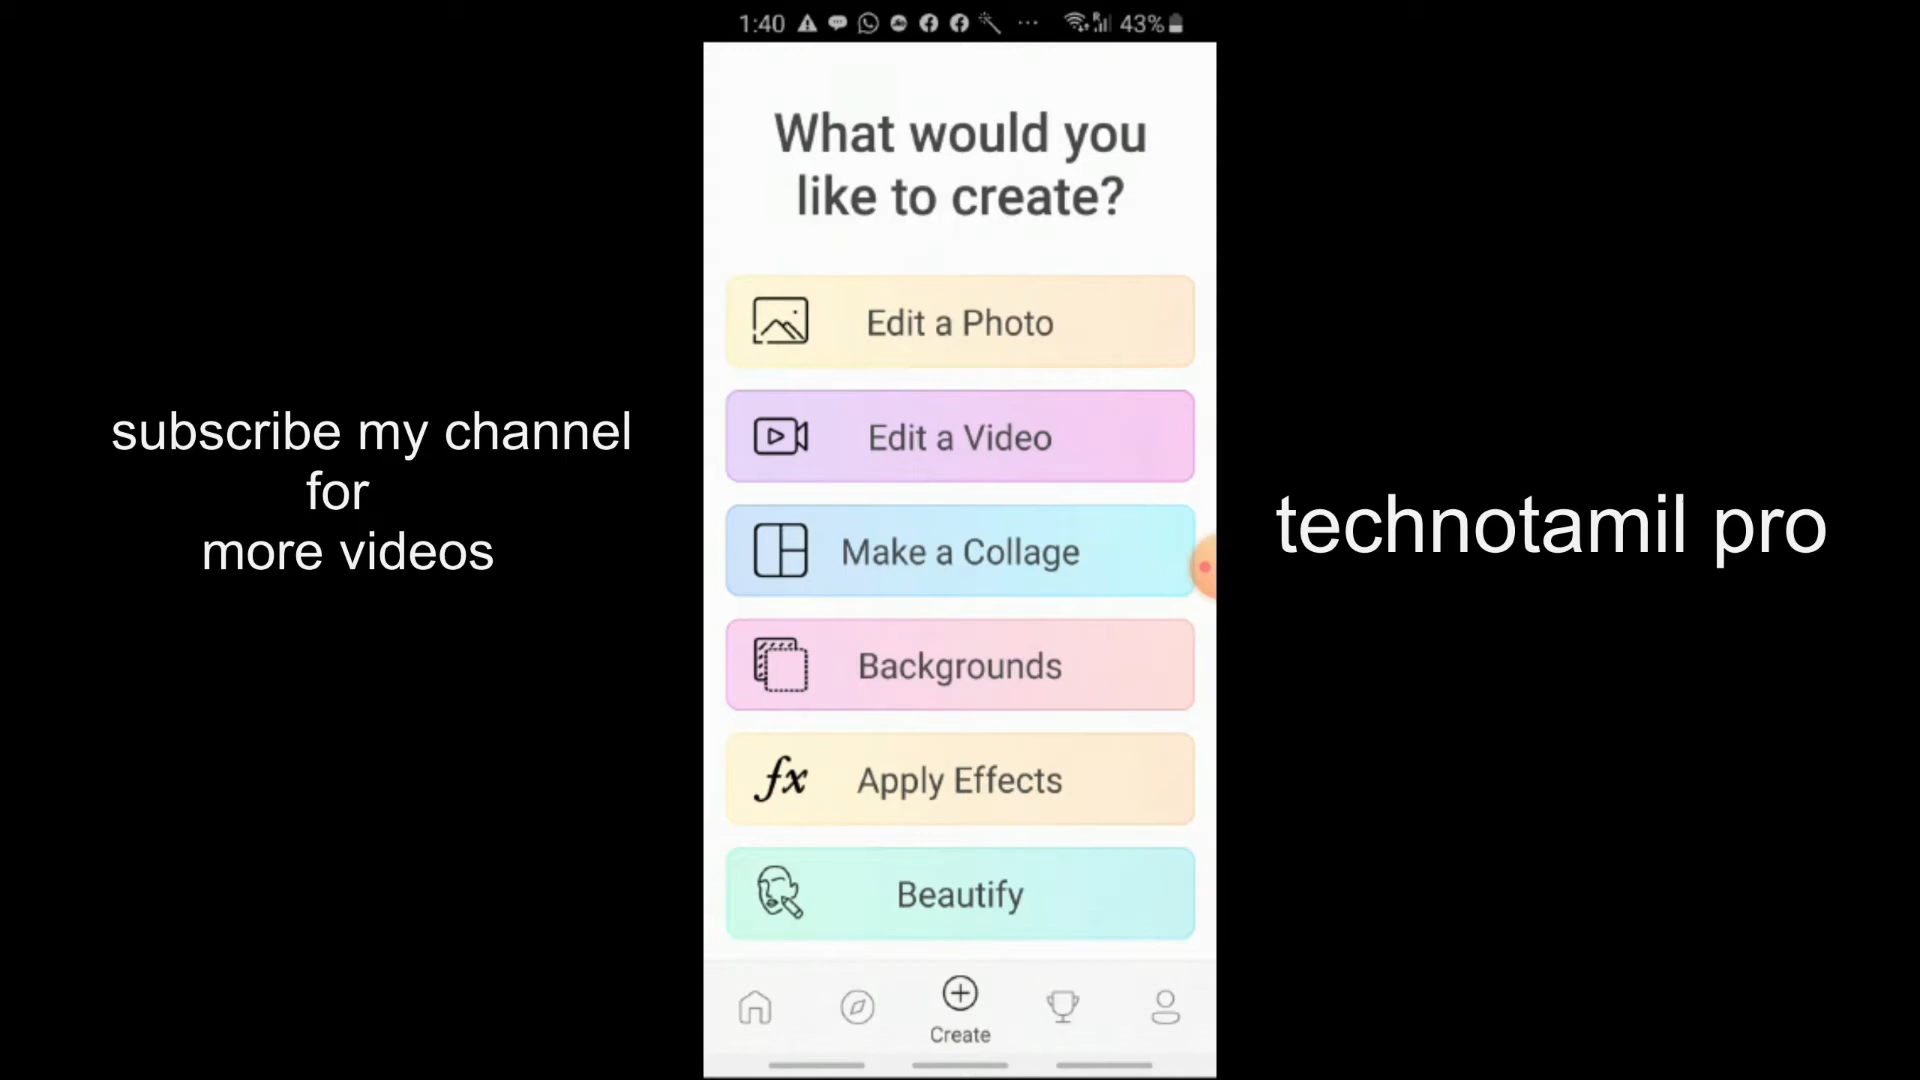 1:40 43%
What would you
like to create?
Edit a Photo
Edit a Video
Make a Collage
Backgrounds
fx Apply Effects
Beautify
Create
subscribe my channel
for
more videos
technotamil pro